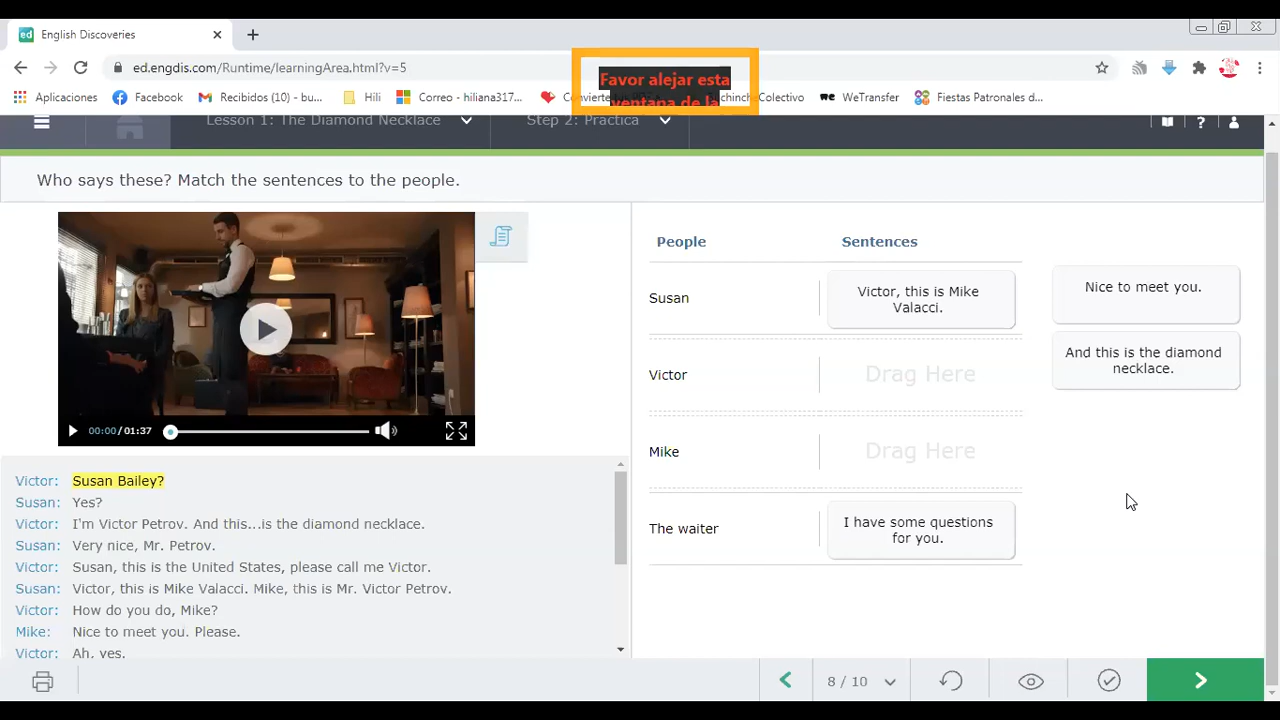 English Discoveries
ed.engdis.com/Runtime/learningArea.html?v=5
Favor alejar esta
ventana de la
Aplicaciones
Facebook
Recibidos (10) - bu...
Hili
Correo - hiliana317...
WeTransfer
Fiestas Patronales d...
Lesson 1: The Diamond Necklace
Step 2: Practica
Who says these? Match the sentences to the people.
00:00/01:37
Victor: Susan Bailey?
Susan: Yes?
Victor: I'm Victor Petrov. And this...is the diamond necklace.
Susan: Very nice, Mr. Petrov.
Victor: Susan, this is the United States, please call me Victor.
Susan: Victor, this is Mike Valacci. Mike, this is Mr. Victor Petrov.
Victor: How do you do, Mike?
Mike: Nice to meet you. Please.
Victor: Ah, yes.
People Sentences
Susan
Victor, this is Mike
Valacci.
Victor
Drag Here
Mike
Drag Here
The waiter
I have some questions
for you.
Nice to meet you.
And this is the diamond
necklace.
8 / 10